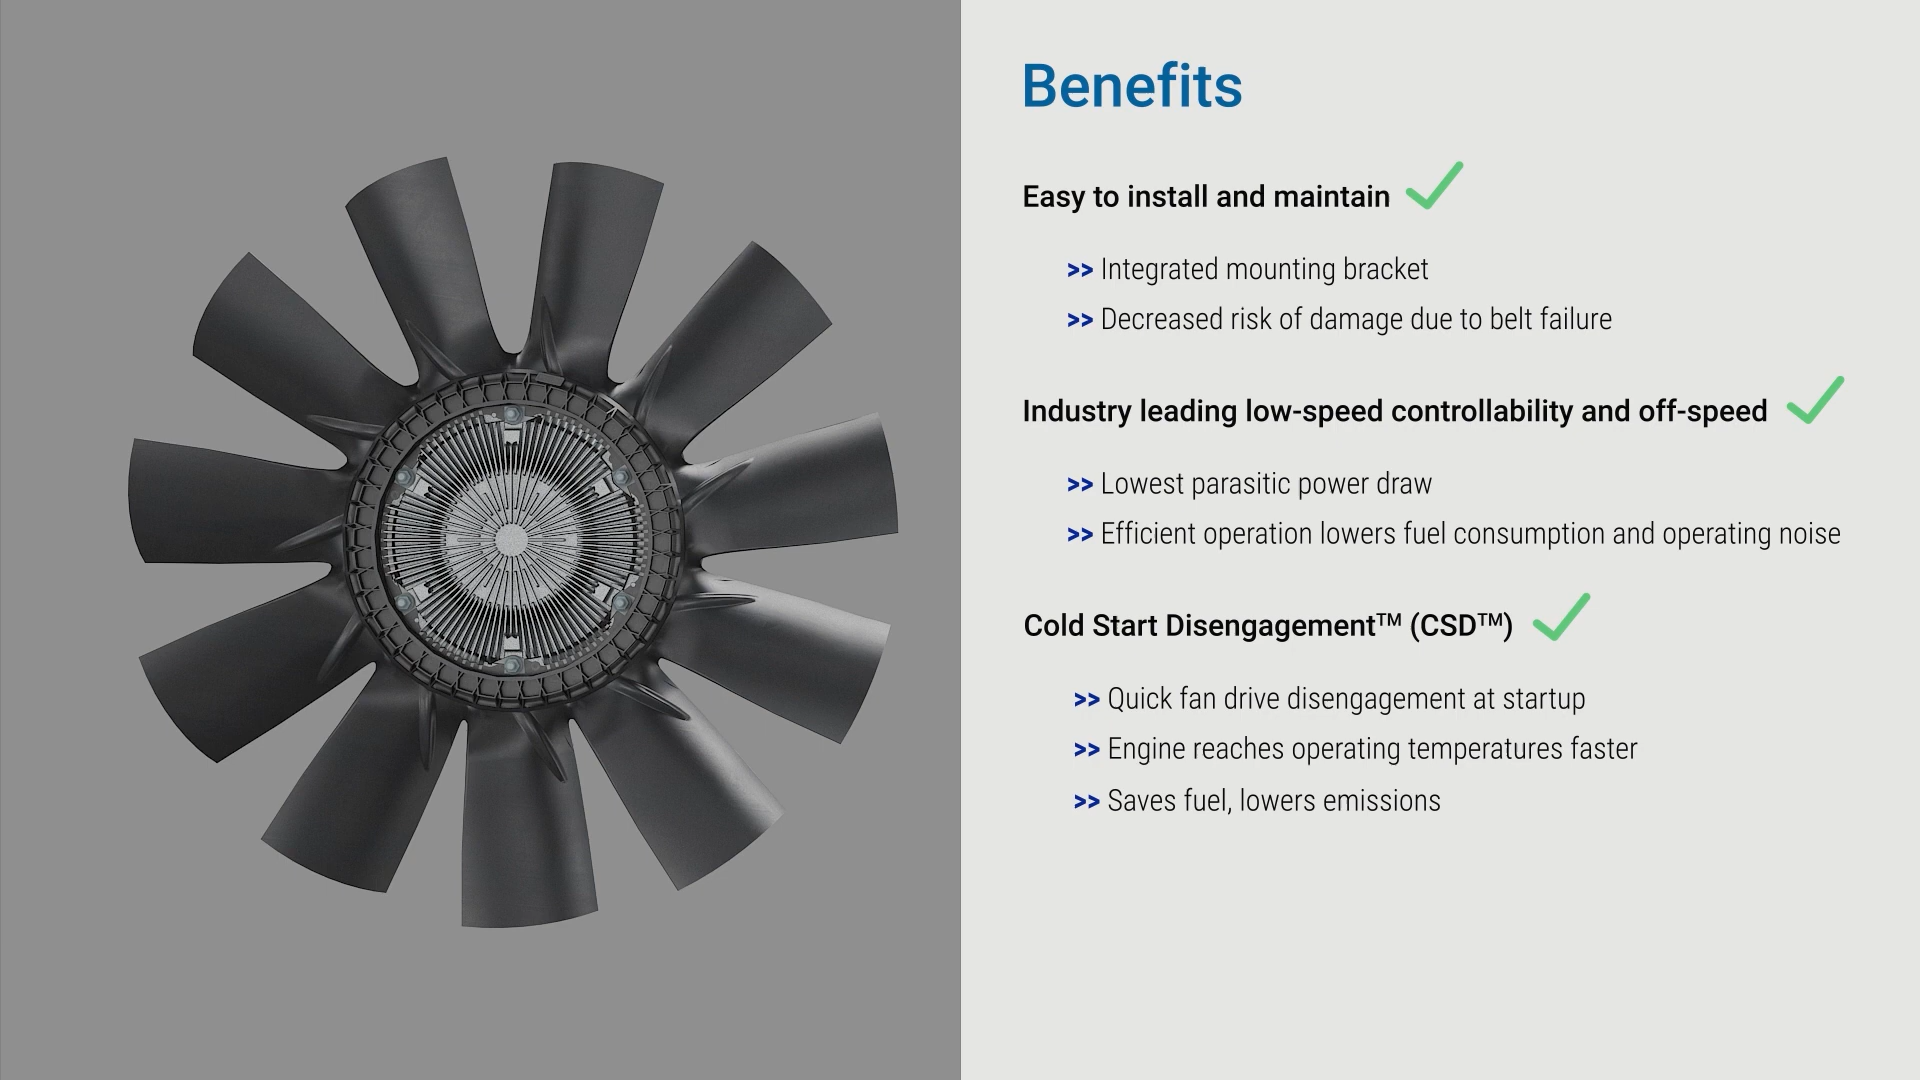 Benefits
Easy to install and maintain
>> Integrated mounting bracket
>> Decreased risk of damage due to belt failure
Industry leading low-speed controllability and off-speed
>> Lowest parasitic power draw
>> Efficient operation lowers fuel consumption and operating noise
Cold Start Disengagement™ (CSD™)
>> Quick fan drive disengagement at startup
>> Engine reaches operating temperatures faster
>> Saves fuel, lowers emissions